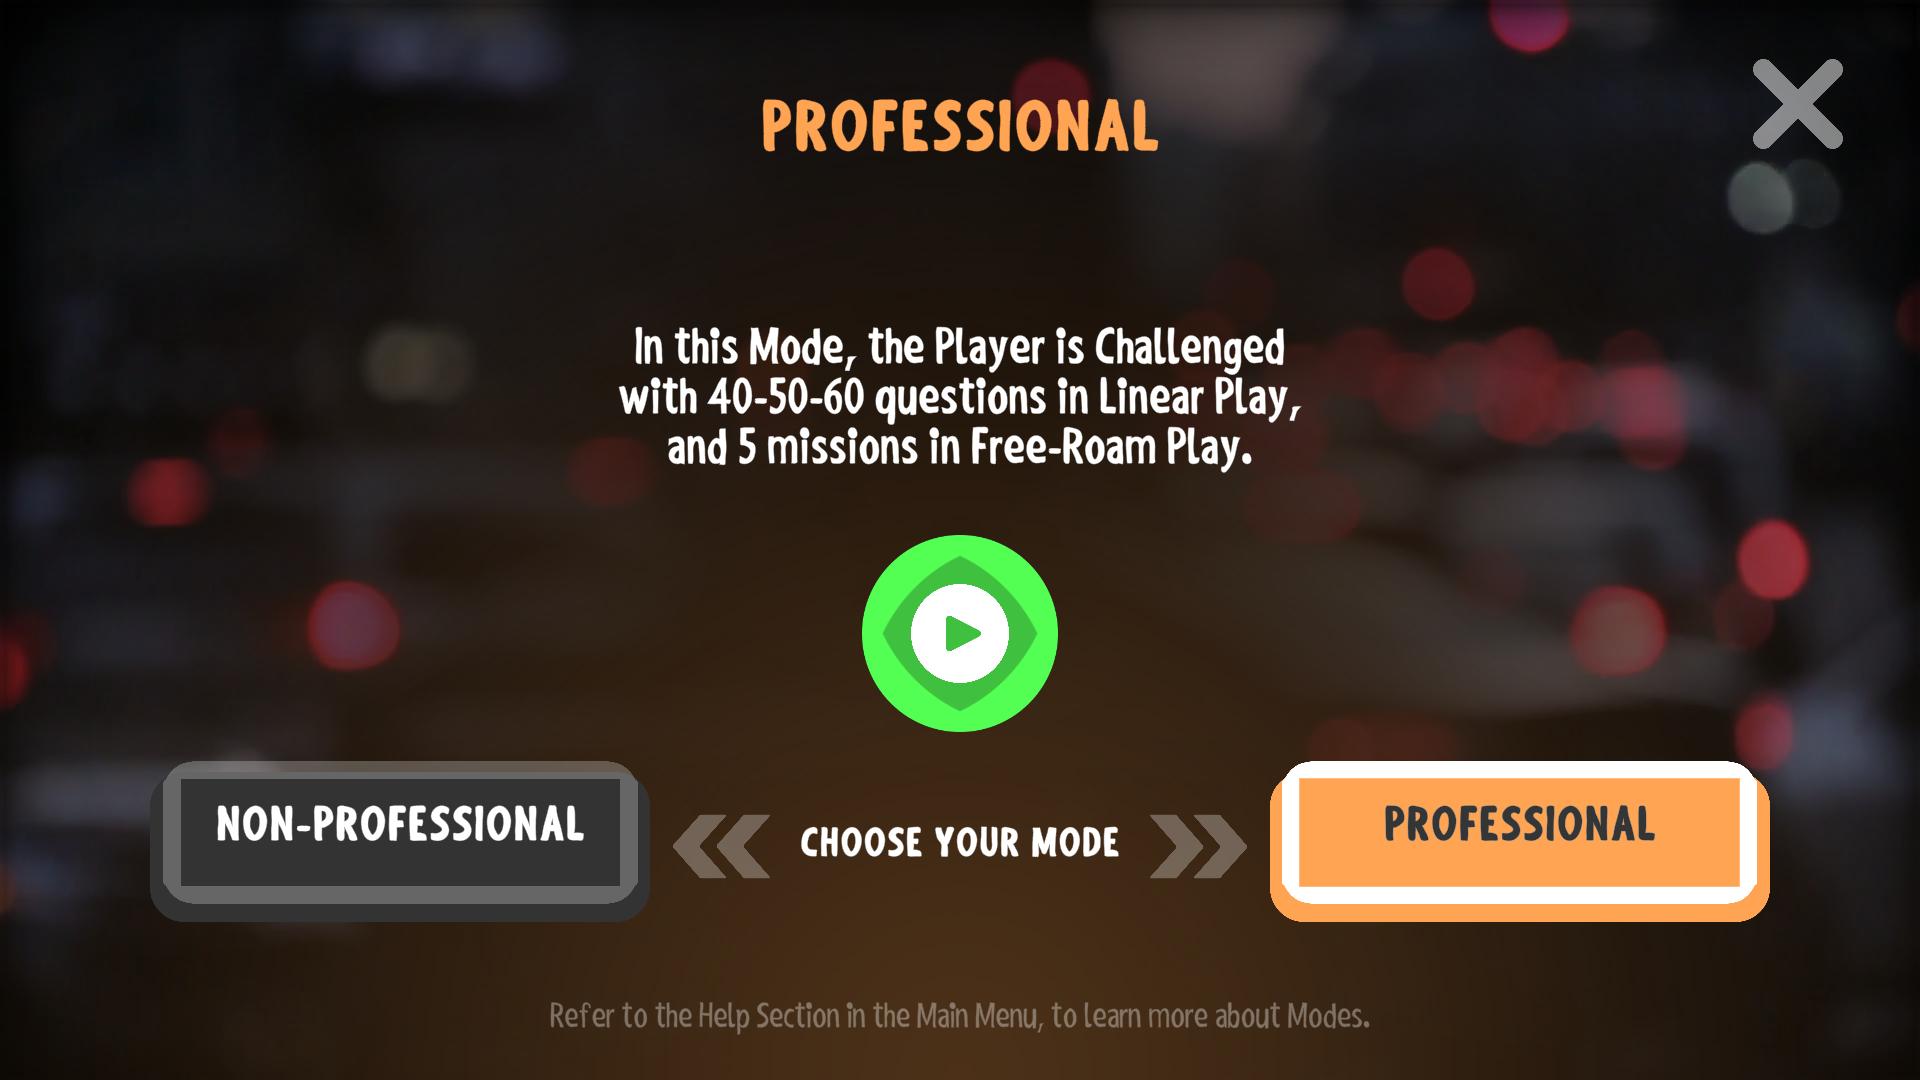 PROFESSIONAL
In this Mode, the Player is Challenged
with 40-50-60 questions in Linear Play,
and 5 missions in Free-Roam Play.
NON-PROFESSIONAL
CHOOSE YOUR MODE
PROFESSIONAL
Refer to the Help Section in the Main Menu, to learn more about Modes.